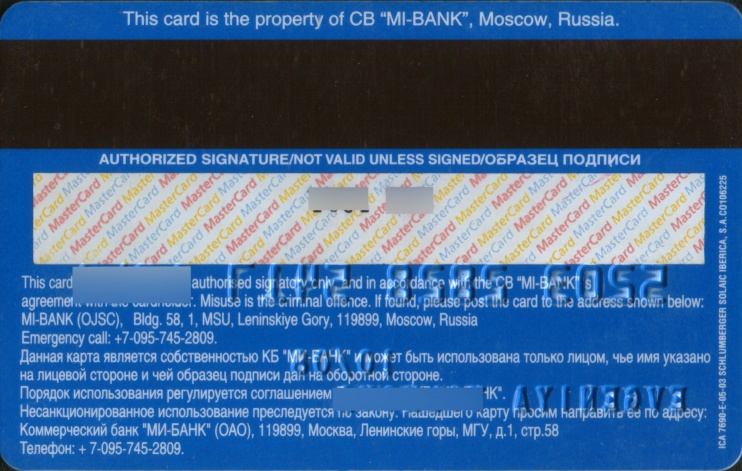 This card is the property of CB "MI-BANK", Moscow, Russia.
AUTHORIZED SIGNATURE/NOT VALID UNLESS SIGNED/ОБРАЗЕЦ ПОДПИСИ
MasterCard MasterCard MasterCard MasterCard
This card authorised signatory only, and in accordance with the CB "MI-BANK"'s
agreement with the cardholder. Misuse is the criminal offence. If found, please post the card to the address shown below:
MI-BANK (OJSC), Bldg. 58, 1, MSU, Leninskiye Gory, 119899, Moscow, Russia
Emergency call: +7-095-745-2809.
Данная карта является собственностью КБ "МИ-БАНК" и может быть использована только лицом, чье имя указано
на лицевой стороне и чей образец подписи дан на оборотной стороне.
Порядок использования регулируется соглашением НК".
Несанкционированное использование преследуется по закону. Нашедшего карту просим направить ее по адресу:
Коммерческий банк "МИ-БАНК" (ОАО), 119899, Москва, Ленинские горы, МГУ, д.1, стр.58
Телефон: + 7-095-745-2809.
ICA 7690-E-05-03 SCHLUMBERGER SOLAIC IBERICA, S.A.C0106225